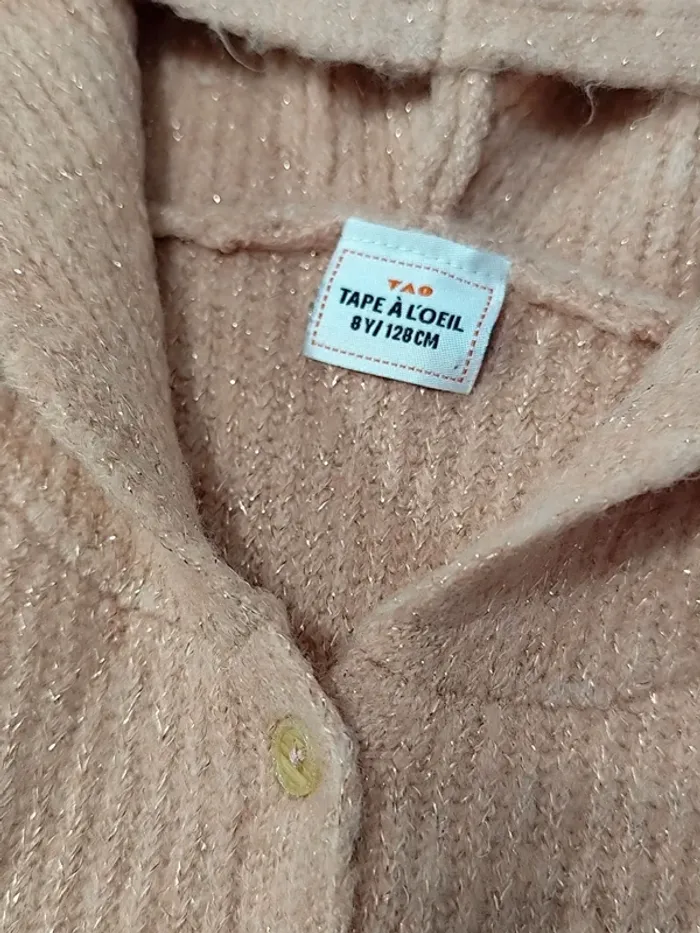 TAO
TAPE À L'OEIL
8Y/128CM